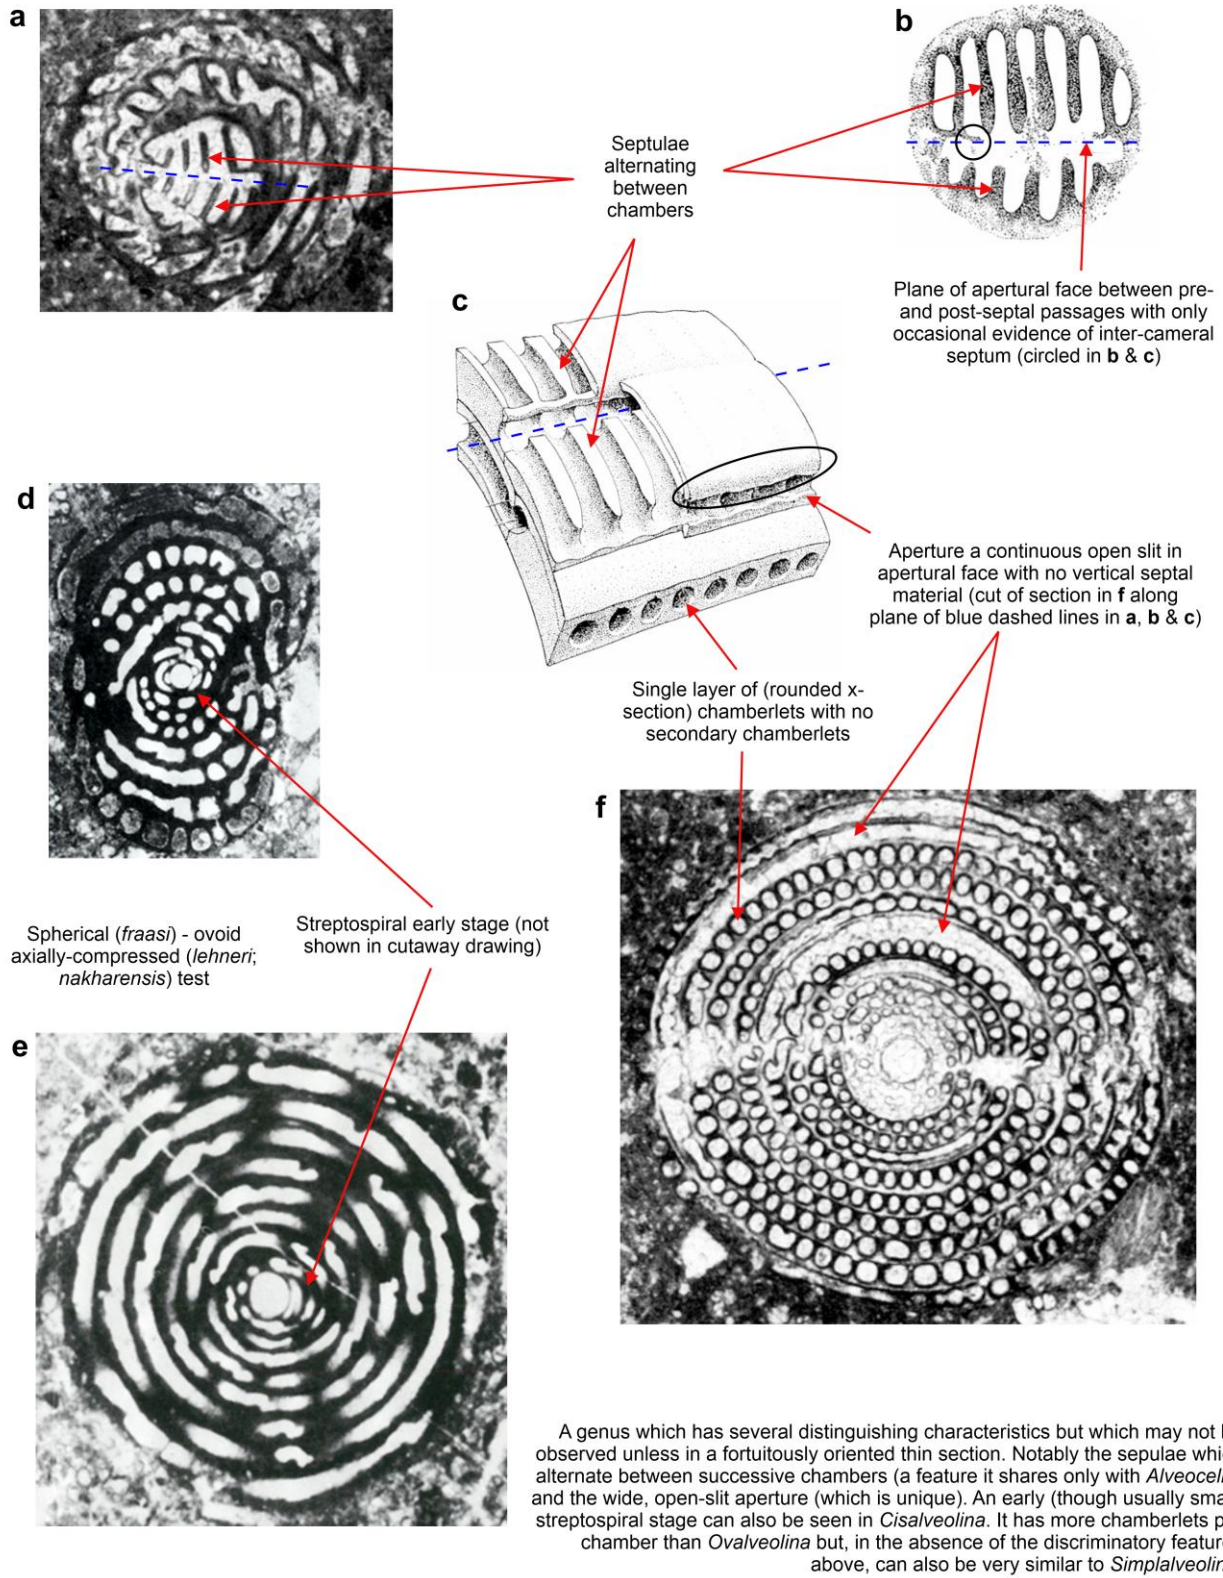 a
b
Septulae
alternating
between
chambers
Plane of apertural face between pre-
and post-septal passages with only
occasional evidence of inter-cameral
septum (circled in b & c)
c
d
Aperture a continuous open slit in
apertural face with no vertical septal
material (cut of section in f along
plane of blue dashed lines in a, b & c)
Single layer of (rounded x-
section) chamberlets with no
secondary chamberlets
f
Spherical (fraasi) - ovoid
axially-compressed (lehneri;
nakharensis) test
Streptospiral early stage (not
shown in cutaway drawing)
e
A genus which has several distinguishing characteristics but which may not
observed unless in a fortuitously oriented thin section. Notably the sepulae
alternate between successive chambers (a feature it shares only with
and the wide, open-slit aperture (which is unique). An early (though usually
streptospiral stage can also be seen in Cisalveolina. It has more chamberlets
chamber than Ovalveolina but, in the absence of the discriminatory
above, can also be very similar to